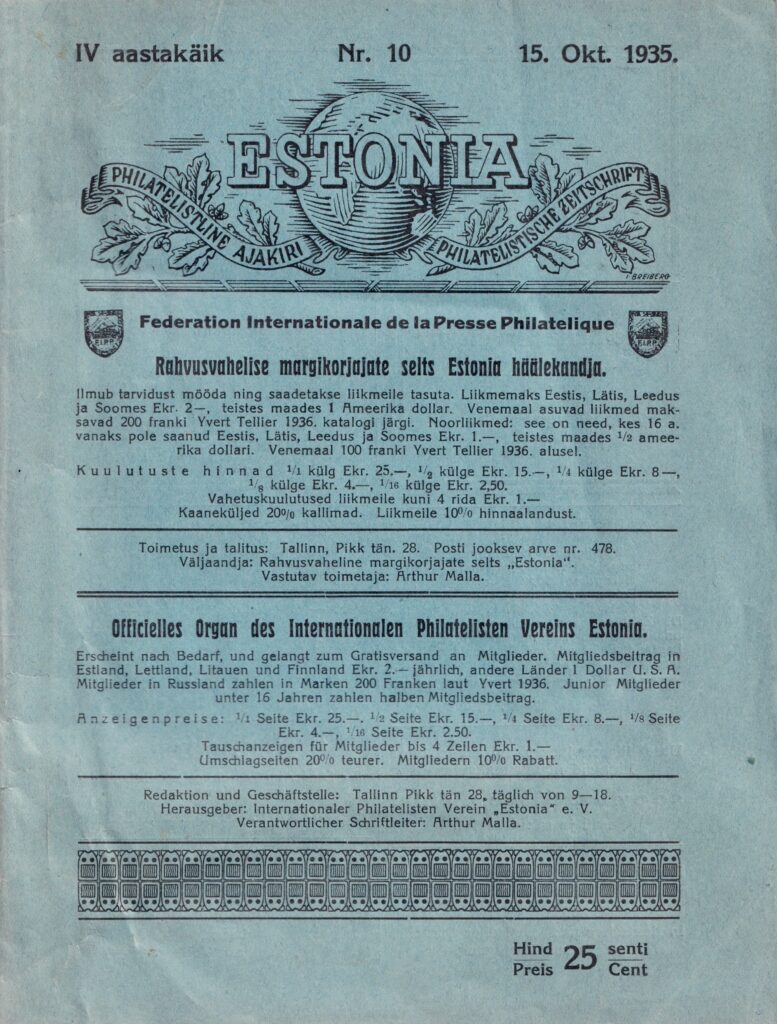 IV aastakäik Nr. 10 15. Okt. 1935.
ESTONIA
PHILATELISTLINE AJAKIRI
PHILATELISTISCHE ZEITSCHRIFT
BREIBERG
Federation Internationale de la Presse Philatelique
F.I.P.P.
Rahvusvahelise margikorjajate selts Estonia häälekandja.
Ilmub tarvidust mööda ning saadetakse liikmeile tasuta. Liikmemaks Eestis, Lätis, Leedus
ja Soomes Ekr. 2—, teistes maades 1 Ameerika dollar. Venemaal asuvad liikmed mak-
savad 200 franki Yvert Tellier 1936. katalogi järgi. Noorliikmed: see on need, kes 16 a.
vanaks pole saanud Eestis, Lätis, Leedus ja Soomes Ekr. 1.—, teistes maades 1/2 amee-
rika dollari. Venemaal 100 franki Yvert Tellier 1936. alusel.
Kuulutuste hinnad 1/1 külg Ekr. 25.—, 1/2 külge Ekr. 15.—, 1/4 külge Ekr. 8—,
1/8 külge Ekr. 4.—, 1/16 külge Ekr. 2,50.
Vahetuskuulutused liikmeile kuni 4 rida Ekr. 1.—
Kaaneküljed 20% kallimad. Liikmeile 10% hinnaalandust.
Toimetus ja talitus: Tallinn, Pikk tän. 28. Posti jooksev arve nr. 478.
Väljaandja: Rahvusvaheline margikorjajate selts „Estonia“.
Vastutav toimetaja: Arthur Malla.
Officielles Organ des Internationalen Philatelisten Vereins Estonia.
Erscheint nach Bedarf, und gelangt zum Gratisversand an Mitglieder. Mitgliedsbeitrag in
Estland, Lettland, Litauen und Finnland Ekr. 2.— jährlich, andere Länder 1 Dollar U. S. A.
Mitglieder in Russland zahlen in Marken 200 Franken laut Yvert 1936. Junior Mitglieder
unter 16 Jahren zahlen halben Mitgliedsbeitrag.
Anzeigenpreise: 1/1 Seite Ekr. 25.—, 1/2 Seite Ekr. 15.—, 1/4 Seite Ekr. 8.—, 1/8 Seite
Ekr. 4.—, 1/16 Seite Ekr. 2.50.
Tauschanzeigen für Mitglieder bis 4 Zeilen Ekr. 1.—
Umschlagseiten 20% teurer. Mitgliedern 10% Rabatt.
Redaktion und Geschäftstelle: Tallinn Pikk tän 28, täglich von 9—18.
Herausgeber: Internationaler Philatelisten Verein „Estonia“ e. V.
Verantwortlicher Schriftleiter: Arthur Malla.
Hind 25 senti
Preis Cent